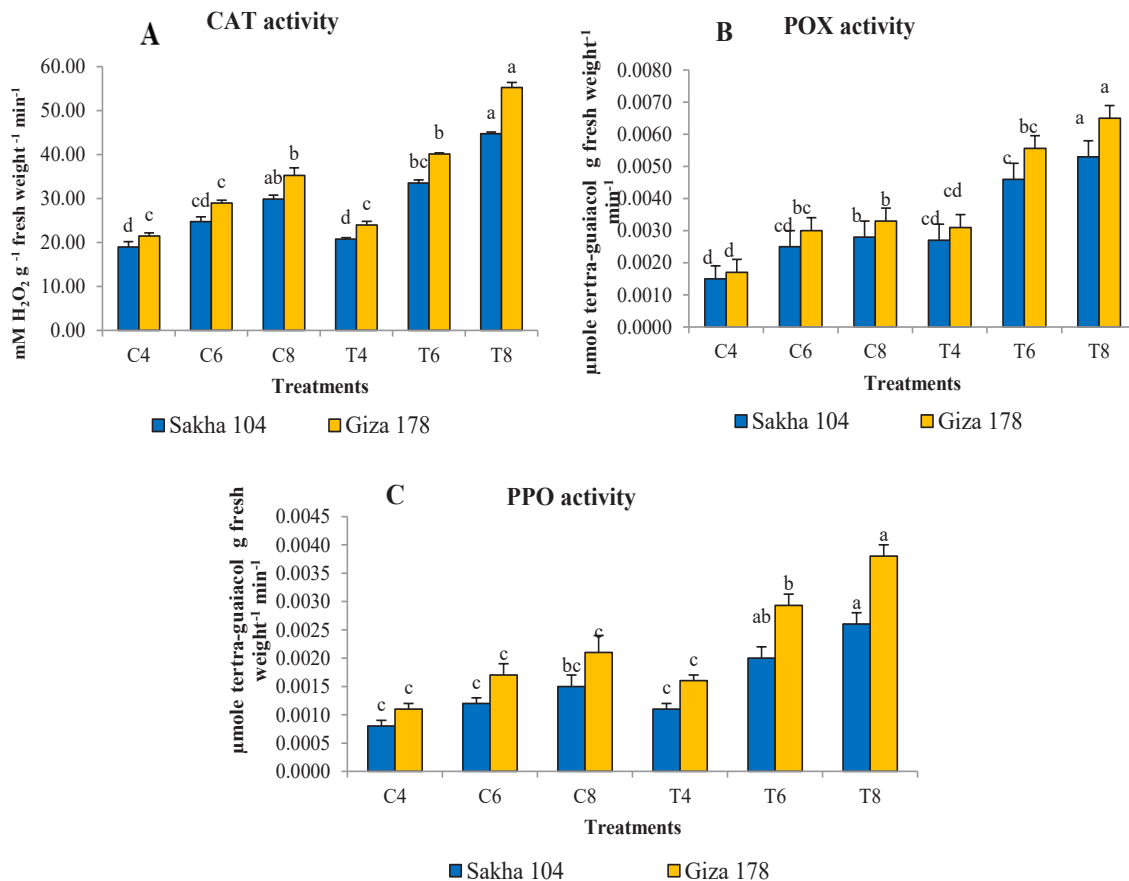 A
CAT activity
mM H₂O₂ g ⁻¹ fresh weight ⁻¹ min⁻¹
60.00
50.00
40.00
30.00
20.00
10.00
0.00
d c cd c ab b d c bc b a a
C4 C6 C8 T4 T6 T8
Treatments
Sakha 104 Giza 178
B
POX activity
µmole tertra-guaiacol g fresh weight⁻¹
min⁻¹
0.0080
0.0070
0.0060
0.0050
0.0040
0.0030
0.0020
0.0010
0.0000
d d cd bc b b cd cd c bc a a
C4 C6 C8 T4 T6 T8
Treatments
Sakha 104 Giza 178
C
PPO activity
µmole tertra-guaiacol g fresh
weight⁻¹ min⁻¹
0.0045
0.0040
0.0035
0.0030
0.0025
0.0020
0.0015
0.0010
0.0005
0.0000
c c c c bc c c c ab b a a
C4 C6 C8 T4 T6 T8
Treatments
Sakha 104 Giza 178